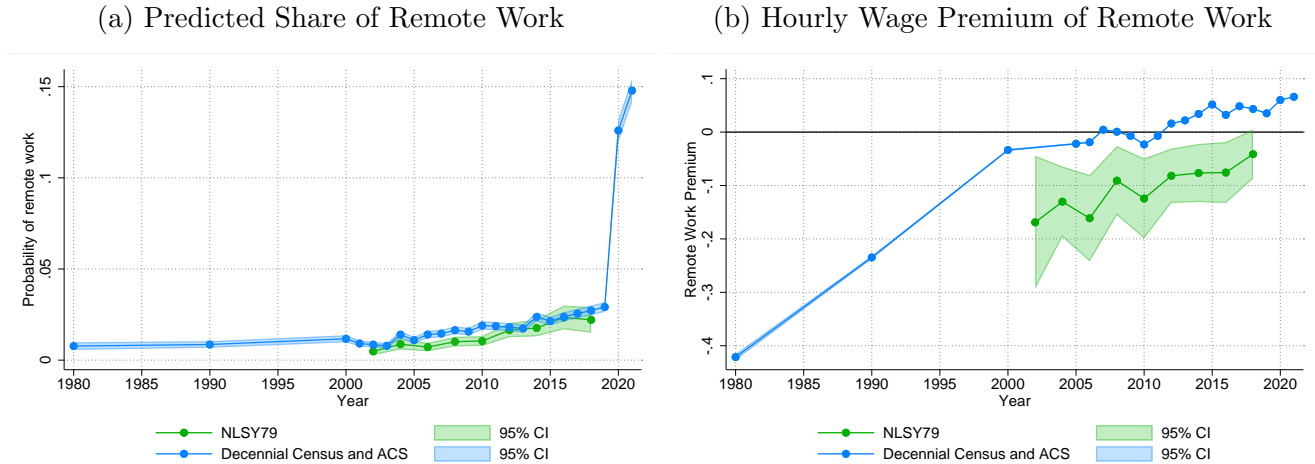 (a) Predicted Share of Remote Work
Probability of remote work
.15
.1
.05
0
1980 1985 1990 1995 2000 2005 2010 2015 2020
Year
NLSY79 95% CI
Decennial Census and ACS 95% CI
(b) Hourly Wage Premium of Remote Work
Remote Work Premium
.1
0
-.1
-.2
-.3
-.4
1980 1985 1990 1995 2000 2005 2010 2015 2020
Year
NLSY79 95% CI
Decennial Census and ACS 95% CI